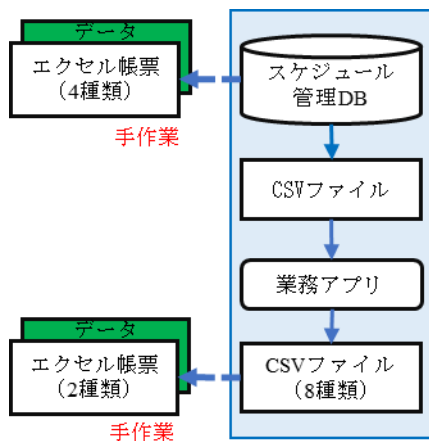 データ
エクセル帳票
(4種類)
手作業
スケジュール
管理DB
CSVファイル
業務アプリ
データ
エクセル帳票
(2種類)
手作業
CSVファイル
(8種類)